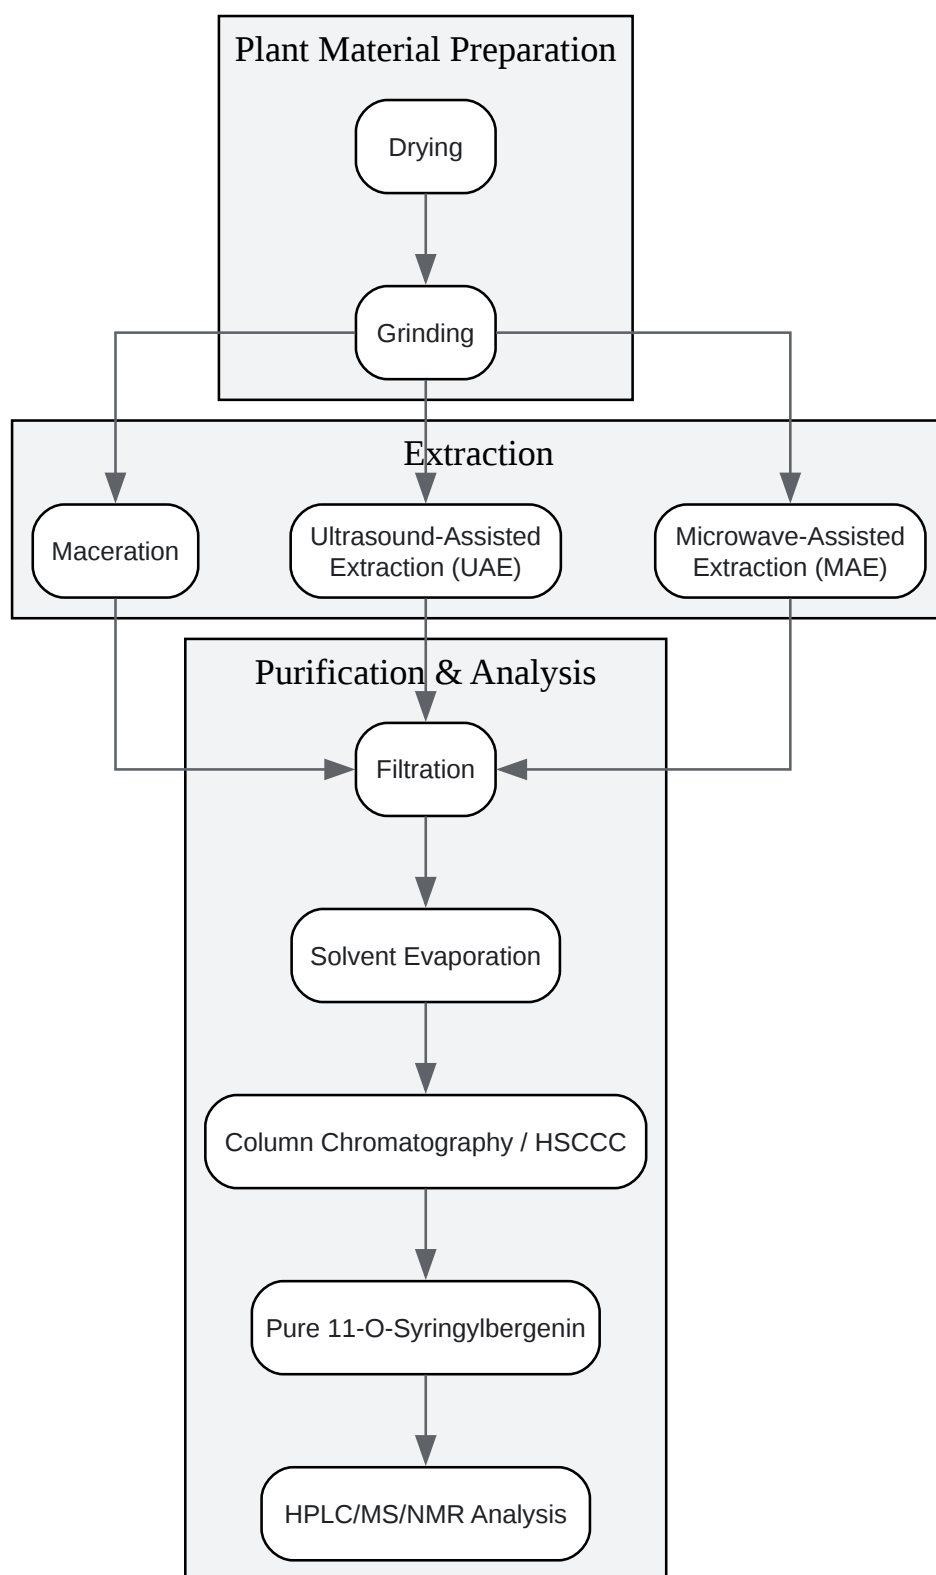 Plant Material Preparation
Drying
Grinding
Extraction
Maceration
Ultrasound-Assisted
Extraction (UAE)
Microwave-Assisted
Extraction (MAE)
Purification & Analysis
Filtration
Solvent Evaporation
Column Chromatography / HSCCC
Pure 11-O-Syringylbergenin
HPLC/MS/NMR Analysis